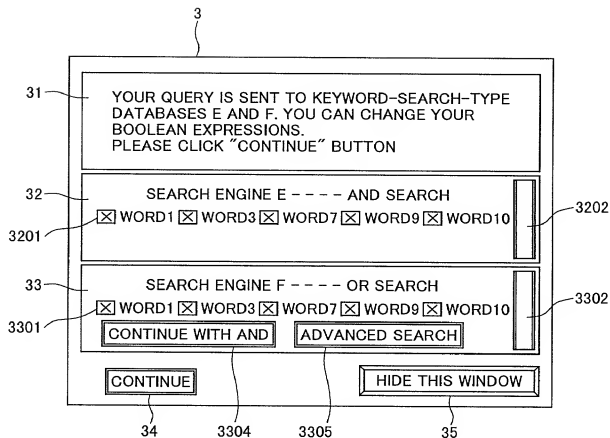 3
31
YOUR QUERY IS SENT TO KEYWORD-SEARCH-TYPE
DATABASES E AND F. YOU CAN CHANGE YOUR
BOOLEAN EXPRESSIONS.
PLEASE CLICK "CONTINUE" BUTTON
32
SEARCH ENGINE E ---- AND SEARCH
3202
3201
WORD1 WORD3 WORD7 WORD9 WORD10
33
SEARCH ENGINE F ---- OR SEARCH
3302
3301
WORD1 WORD3 WORD7 WORD9 WORD10
CONTINUE WITH AND ADVANCED SEARCH
CONTINUE HIDE THIS WINDOW
34 3304 3305 35